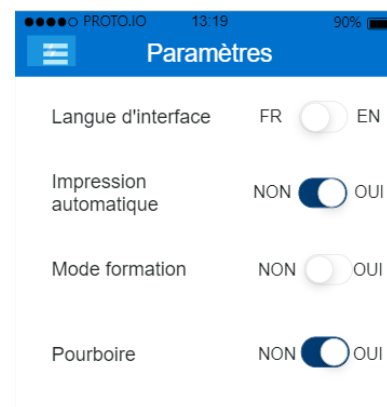 PROTO.IO 13:19 90%
Paramètres
Langue d'interface FR EN
Impression
automatique NON OUI
Mode formation NON OUI
Pourboire NON OUI